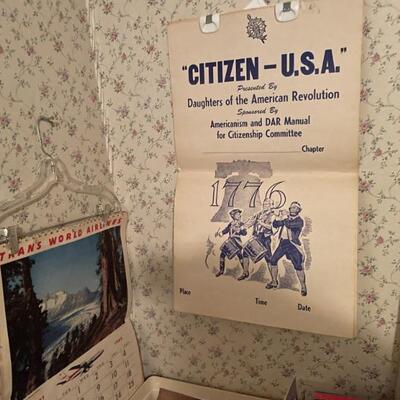 "CITIZEN – U.S.A."
Presented By
Daughters of the American Revolution
Sponsored By
Americanism and DAR Manual
for Citizenship Committee
Chapter
1776
Place
Time
Date
TRANS WORLD AIRLINES